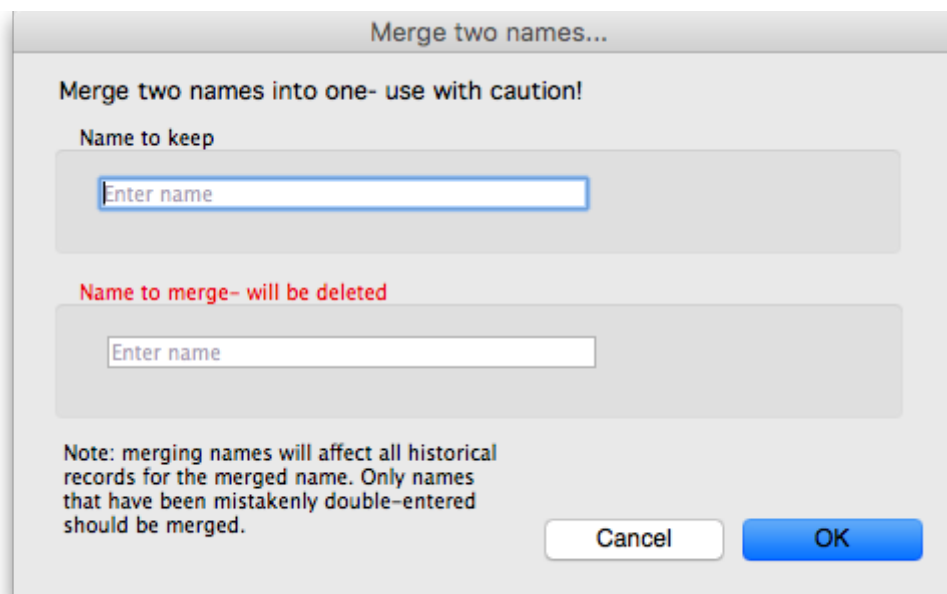 Merge two names...
Merge two names into one- use with caution!
Name to keep
Enter name
Name to merge– will be deleted
Enter name
Note: merging names will affect all historical
records for the merged name. Only names
that have been mistakenly double–entered
should be merged.
Cancel
OK